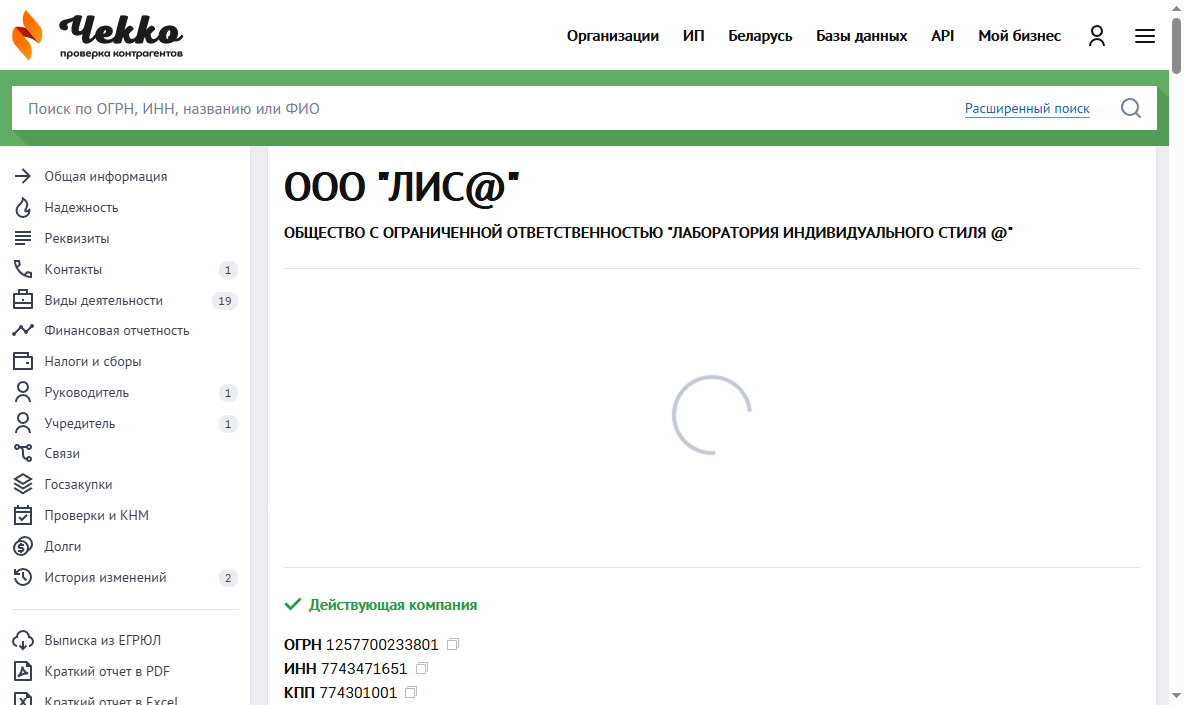 Чекко
проверка контрагентов
Организации ИП Беларусь Базы данных API Мой бизнес
Поиск по ОГРН, ИНН, названию или ФИО Расширенный поиск
Общая информация
Надежность
Реквизиты
Контакты 1
Виды деятельности 19
Финансовая отчетность
Налоги и сборы
Руководитель 1
Учредитель 1
Связи
Госзакупки
Проверки и КНМ
Долги
История изменений 2
Выписка из ЕГРЮЛ
Краткий отчет в PDF
Краткий отчет в Excel
ООО "ЛИС@"
ОБЩЕСТВО С ОГРАНИЧЕННОЙ ОТВЕТСТВЕННОСТЬЮ "ЛАБОРАТОРИЯ ИНДИВИДУАЛЬНОГО СТИЛЯ @"
Действующая компания
ОГРН 1257700233801
ИНН 7743471651
КПП 774301001